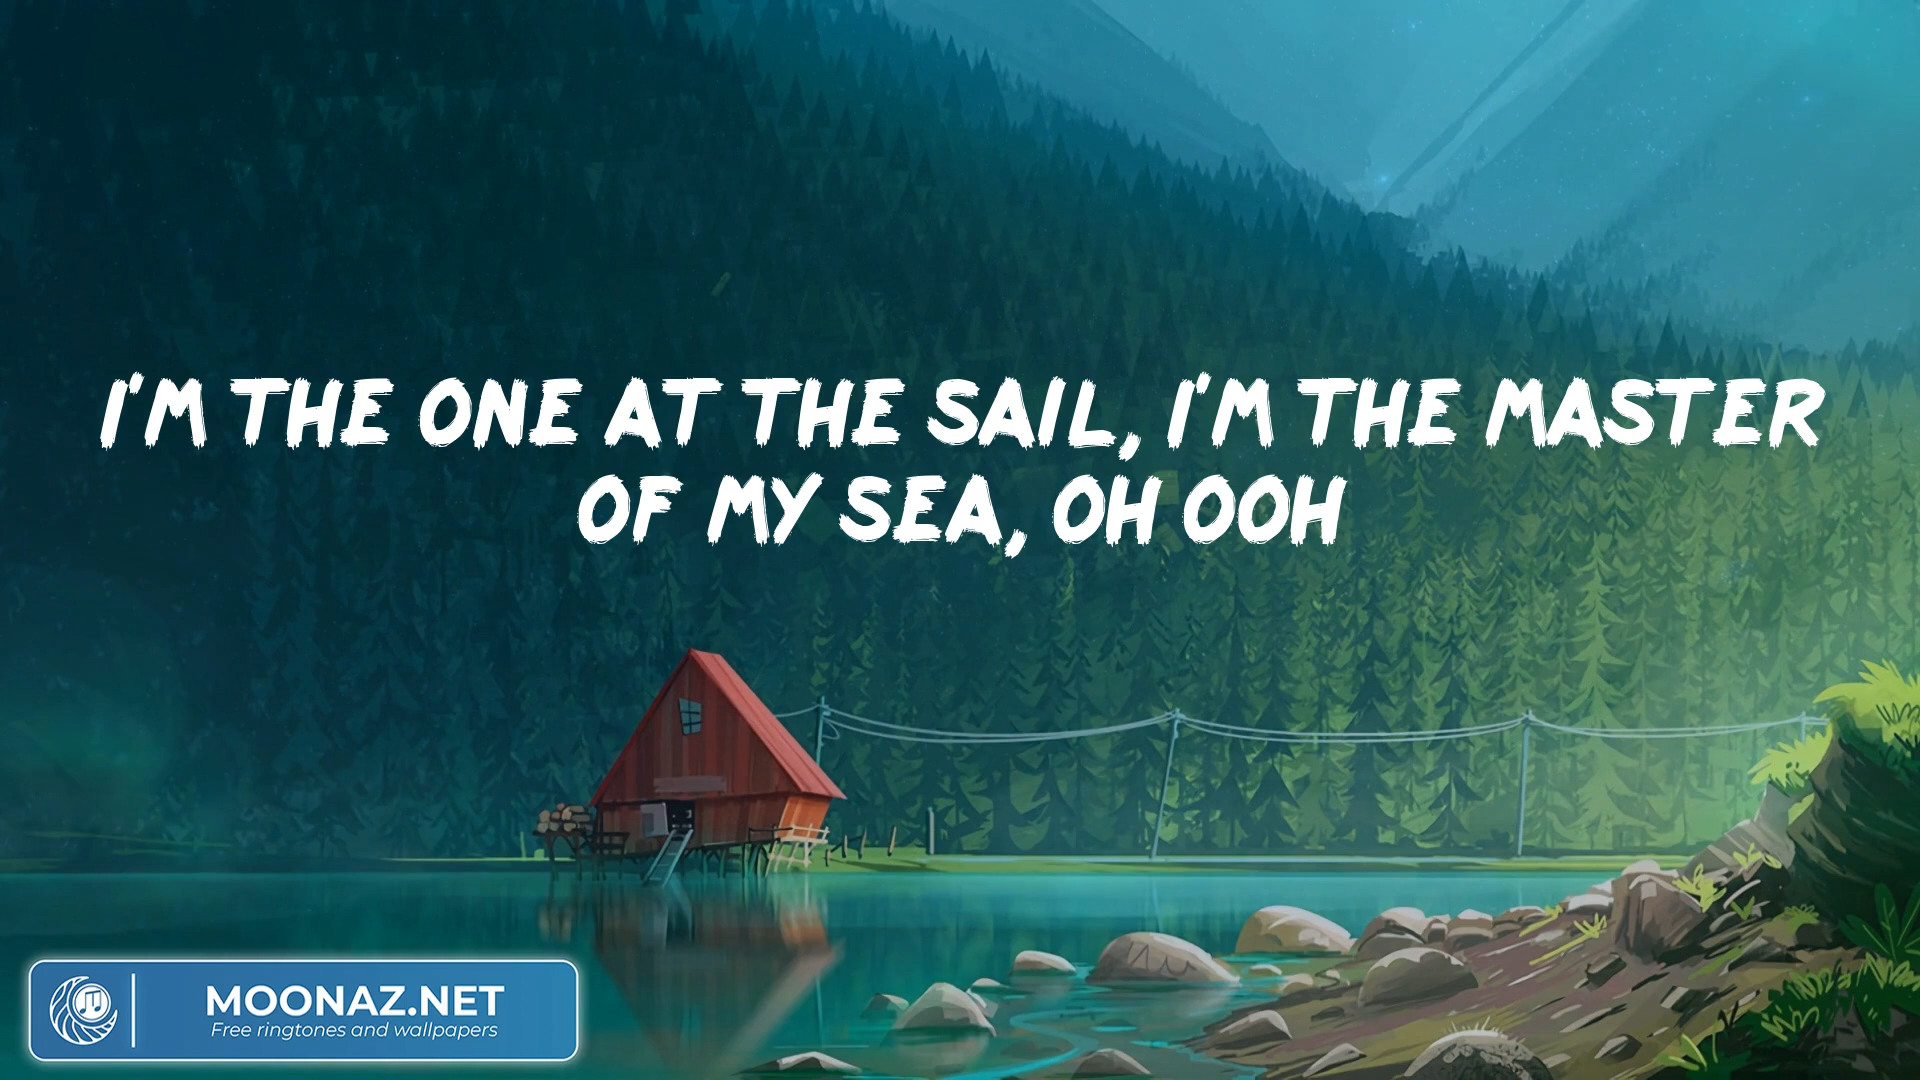 I'M THE ONE AT THE SAIL, I'M THE MASTER
OF MY SEA, OH OOH
MOONAZ.NET
Free ringtones and wallpapers